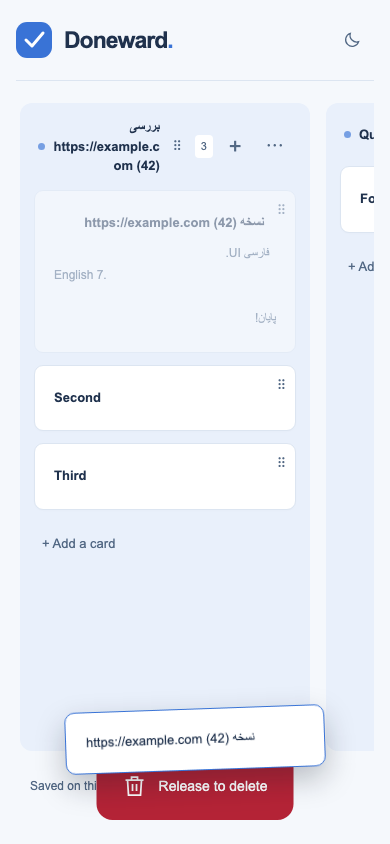 Doneward.
بررسی
https://example.c
om (42)
3
Qu
نسخه https://example.com (42)
فارسی UI.
English 7.
پایان!
Fo
+ Ad
Second
Third
+ Add a card
نسخه https://example.com (42)
Saved on thi
Release to delete